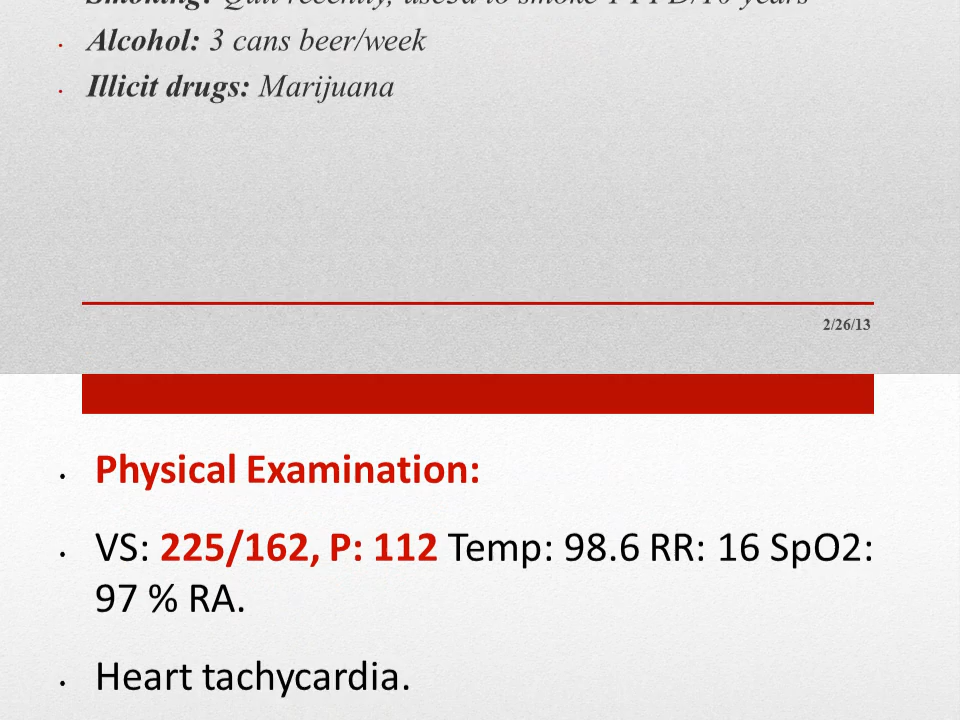 Smoking: Quit recently, used to smoke 1 PPD/10 years
• Alcohol: 3 cans beer/week
• Illicit drugs: Marijuana
2/26/13
• Physical Examination:
• VS: 225/162, P: 112 Temp: 98.6 RR: 16 SpO2:
97 % RA.
• Heart tachycardia.